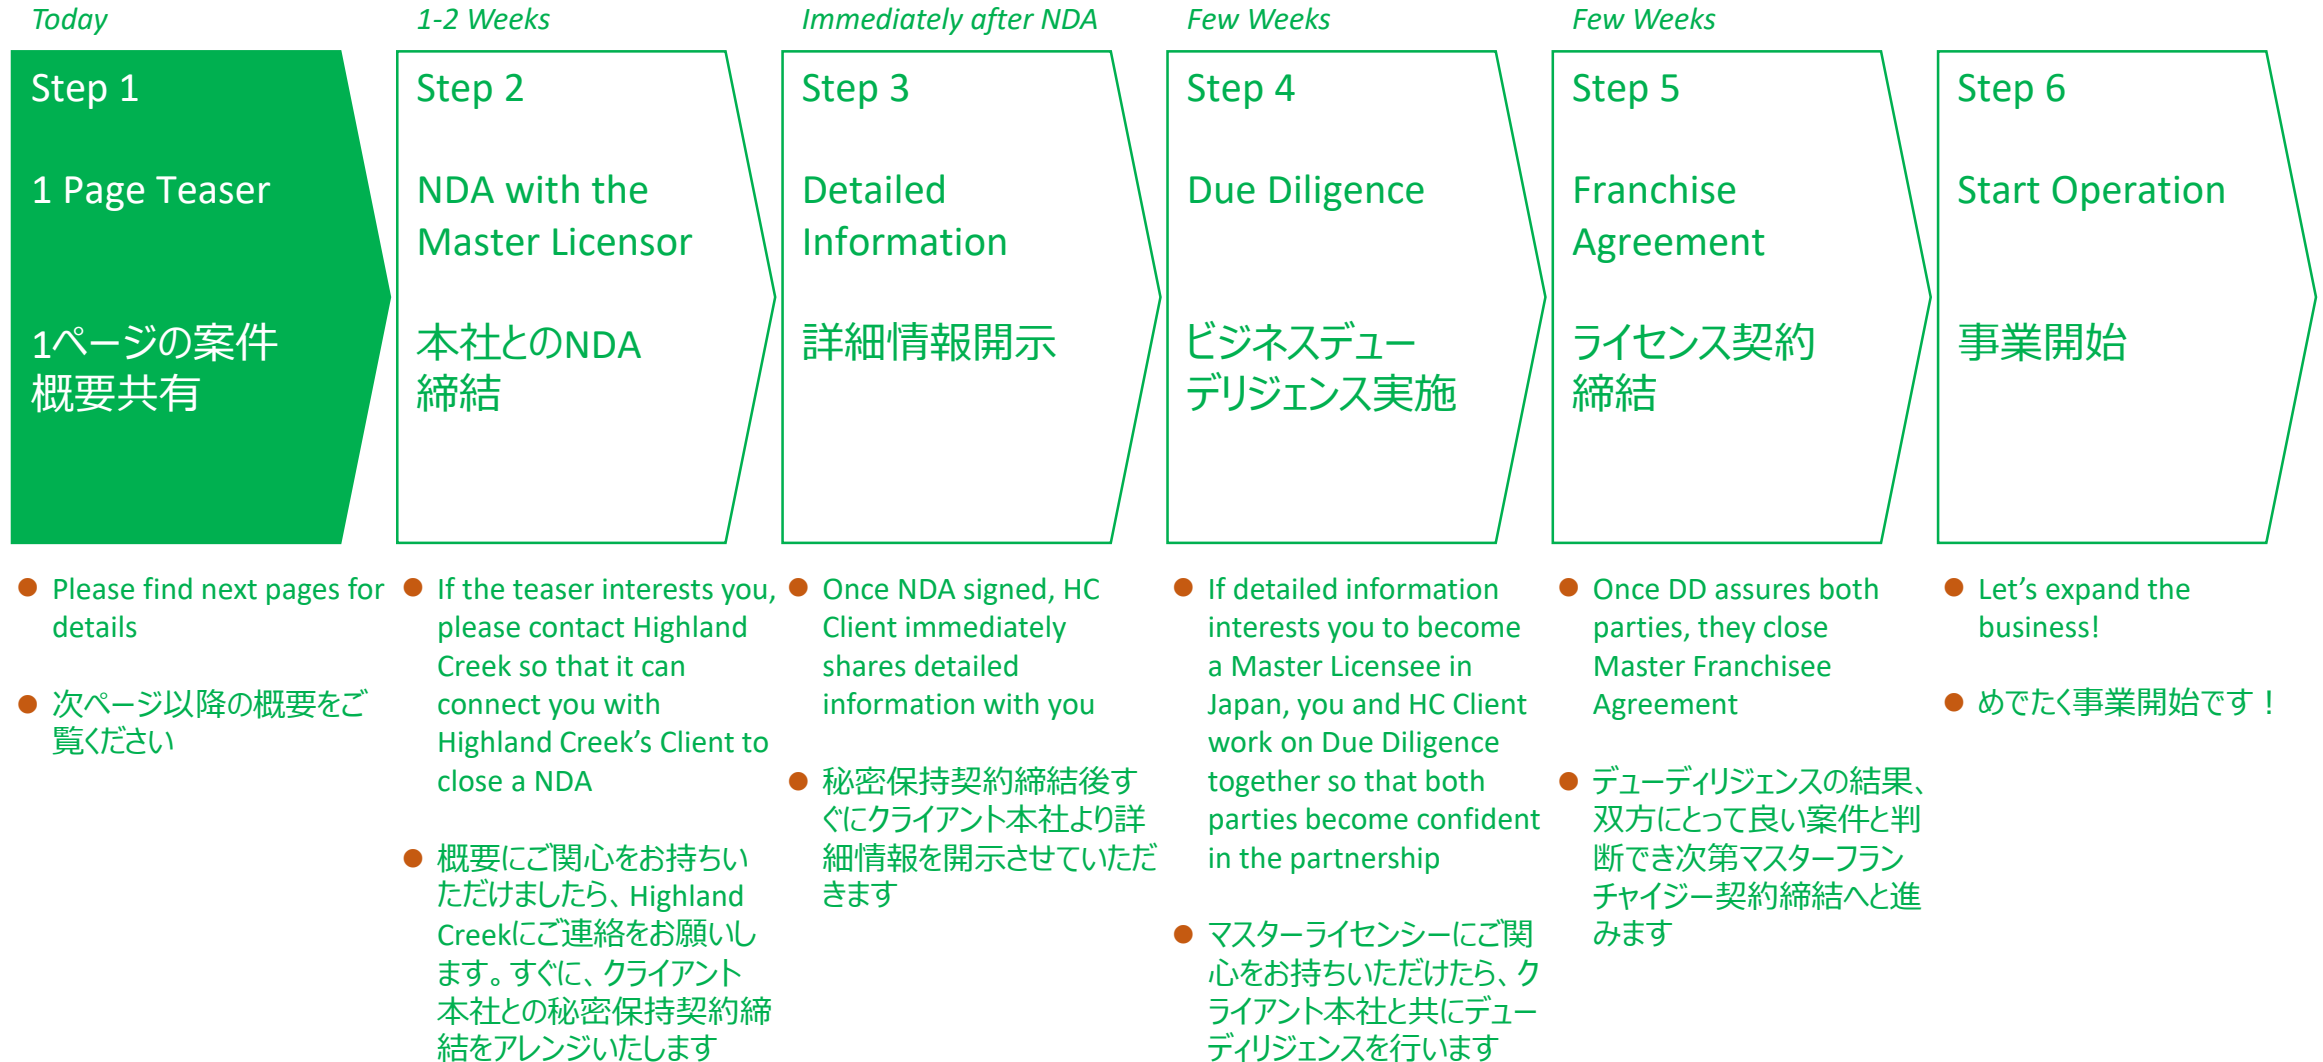 Today
Step 1
1 Page Teaser
1ページの案件
概要共有
Please find next pages for
details
次ページ以降の概要をご
覧ください
1-2 Weeks
Step 2
NDA with the
Master Licensor
本社とのNDA
締結
If the teaser interests you,
please contact Highland
Creek so that it can
connect you with
Highland Creek’s Client to
close a NDA
概要にご関心をお持ちい
ただけましたら、Highland
Creekにご連絡をお願いし
ます。すぐに、クライアント
本社との秘密保持契約締
結をアレンジいたします
Immediately after NDA
Step 3
Detailed
Information
詳細情報開示
Once NDA signed, HC
Client immediately
shares detailed
information with you
秘密保持契約締結後す
ぐにクライアント本社より詳
細情報を開示させていただ
きます
Few Weeks
Step 4
Due Diligence
ビジネスデュー
デリジェンス実施
If detailed information
interests you to become
a Master Licensee in
Japan, you and HC Client
work on Due Diligence
together so that both
parties become confident
in the partnership
マスターライセンシーにご関
心をお持ちいただけたら、ク
ライアント本社と共にデュー
ディリジェンスを行います
Few Weeks
Step 5
Franchise
Agreement
ライセンス契約
締結
Once DD assures both
parties, they close
Master Franchisee
Agreement
デューディリジェンスの結果、
双方にとって良い案件と判
断でき次第マスターフラン
チャイジー契約締結へと進
みます
Step 6
Start Operation
事業開始
Let’s expand the
business!
めでたく事業開始です！